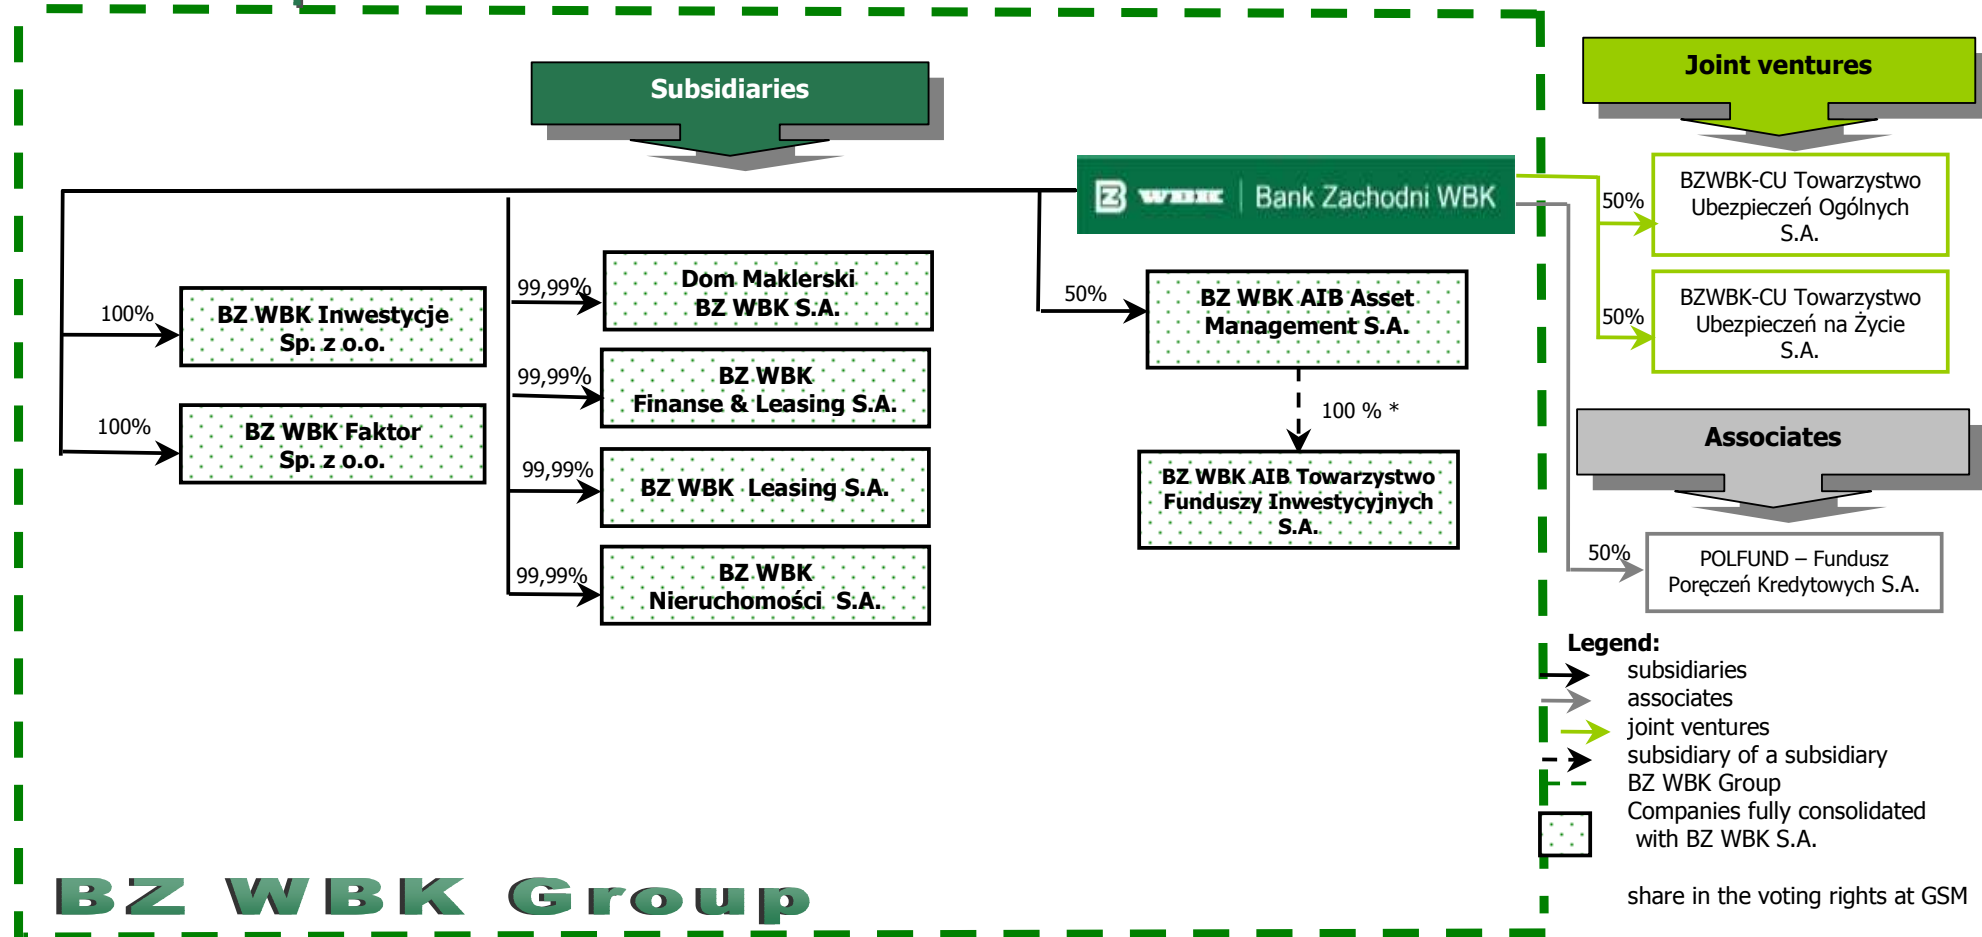 Subsidiaries
Joint ventures
B WBK | Bank Zachodni WBK
50%
BZWBK-CU Towarzystwo
Ubezpieczeń Ogólnych
S.A.
50%
BZWBK-CU Towarzystwo
Ubezpieczeń na Życie
S.A.
100%
BZ WBK Inwestycje
Sp. z o.o.
100%
BZ WBK Faktor
Sp. z o.o.
99,99%
Dom Maklerski
BZ WBK S.A.
99,99%
BZ WBK
Finanse & Leasing S.A.
99,99%
BZ WBK Leasing S.A.
99,99%
BZ WBK
Nieruchomości S.A.
50%
BZ WBK AIB Asset
Management S.A.
100 % *
BZ WBK AIB Towarzystwo
Funduszy Inwestycyjnych
S.A.
Associates
50%
POLFUND – Fundusz
Poręczeń Kredytowych S.A.
Legend:
subsidiaries
associates
joint ventures
subsidiary of a subsidiary
BZ WBK Group
Companies fully consolidated
with BZ WBK S.A.
share in the voting rights at GSM
BZ WBK Group